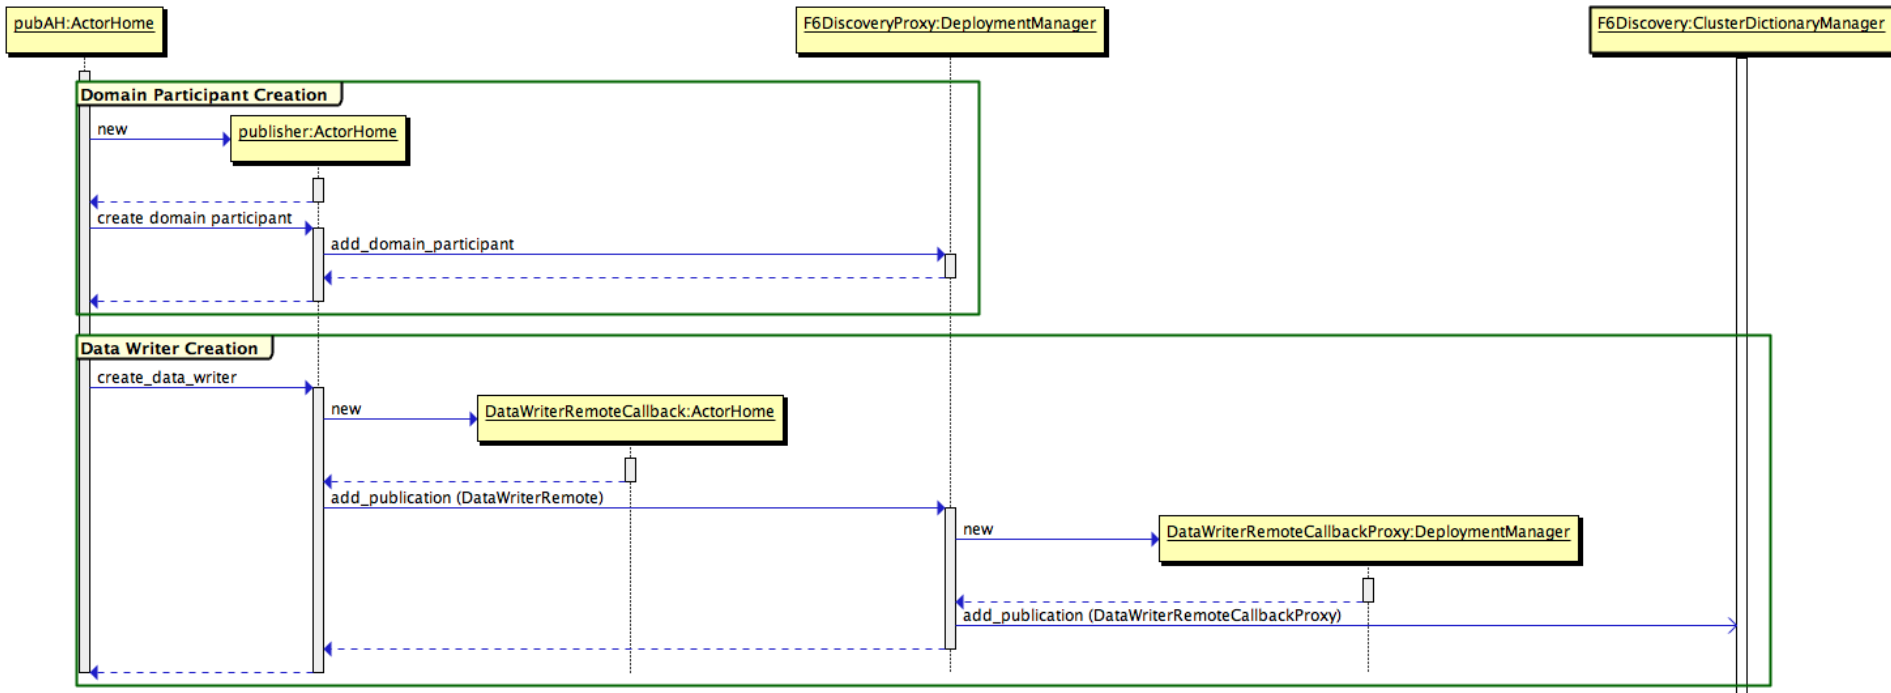 pubAH:ActorHome
F6DiscoveryProxy:DeploymentManager
F6Discovery:ClusterDictionaryManager
Domain Participant Creation
new
publisher:ActorHome
create domain participant
add_domain_participant
Data Writer Creation
create_data_writer
new
DataWriterRemoteCallback:ActorHome
add_publication (DataWriterRemote)
new
DataWriterRemoteCallbackProxy:DeploymentManager
add_publication (DataWriterRemoteCallbackProxy)